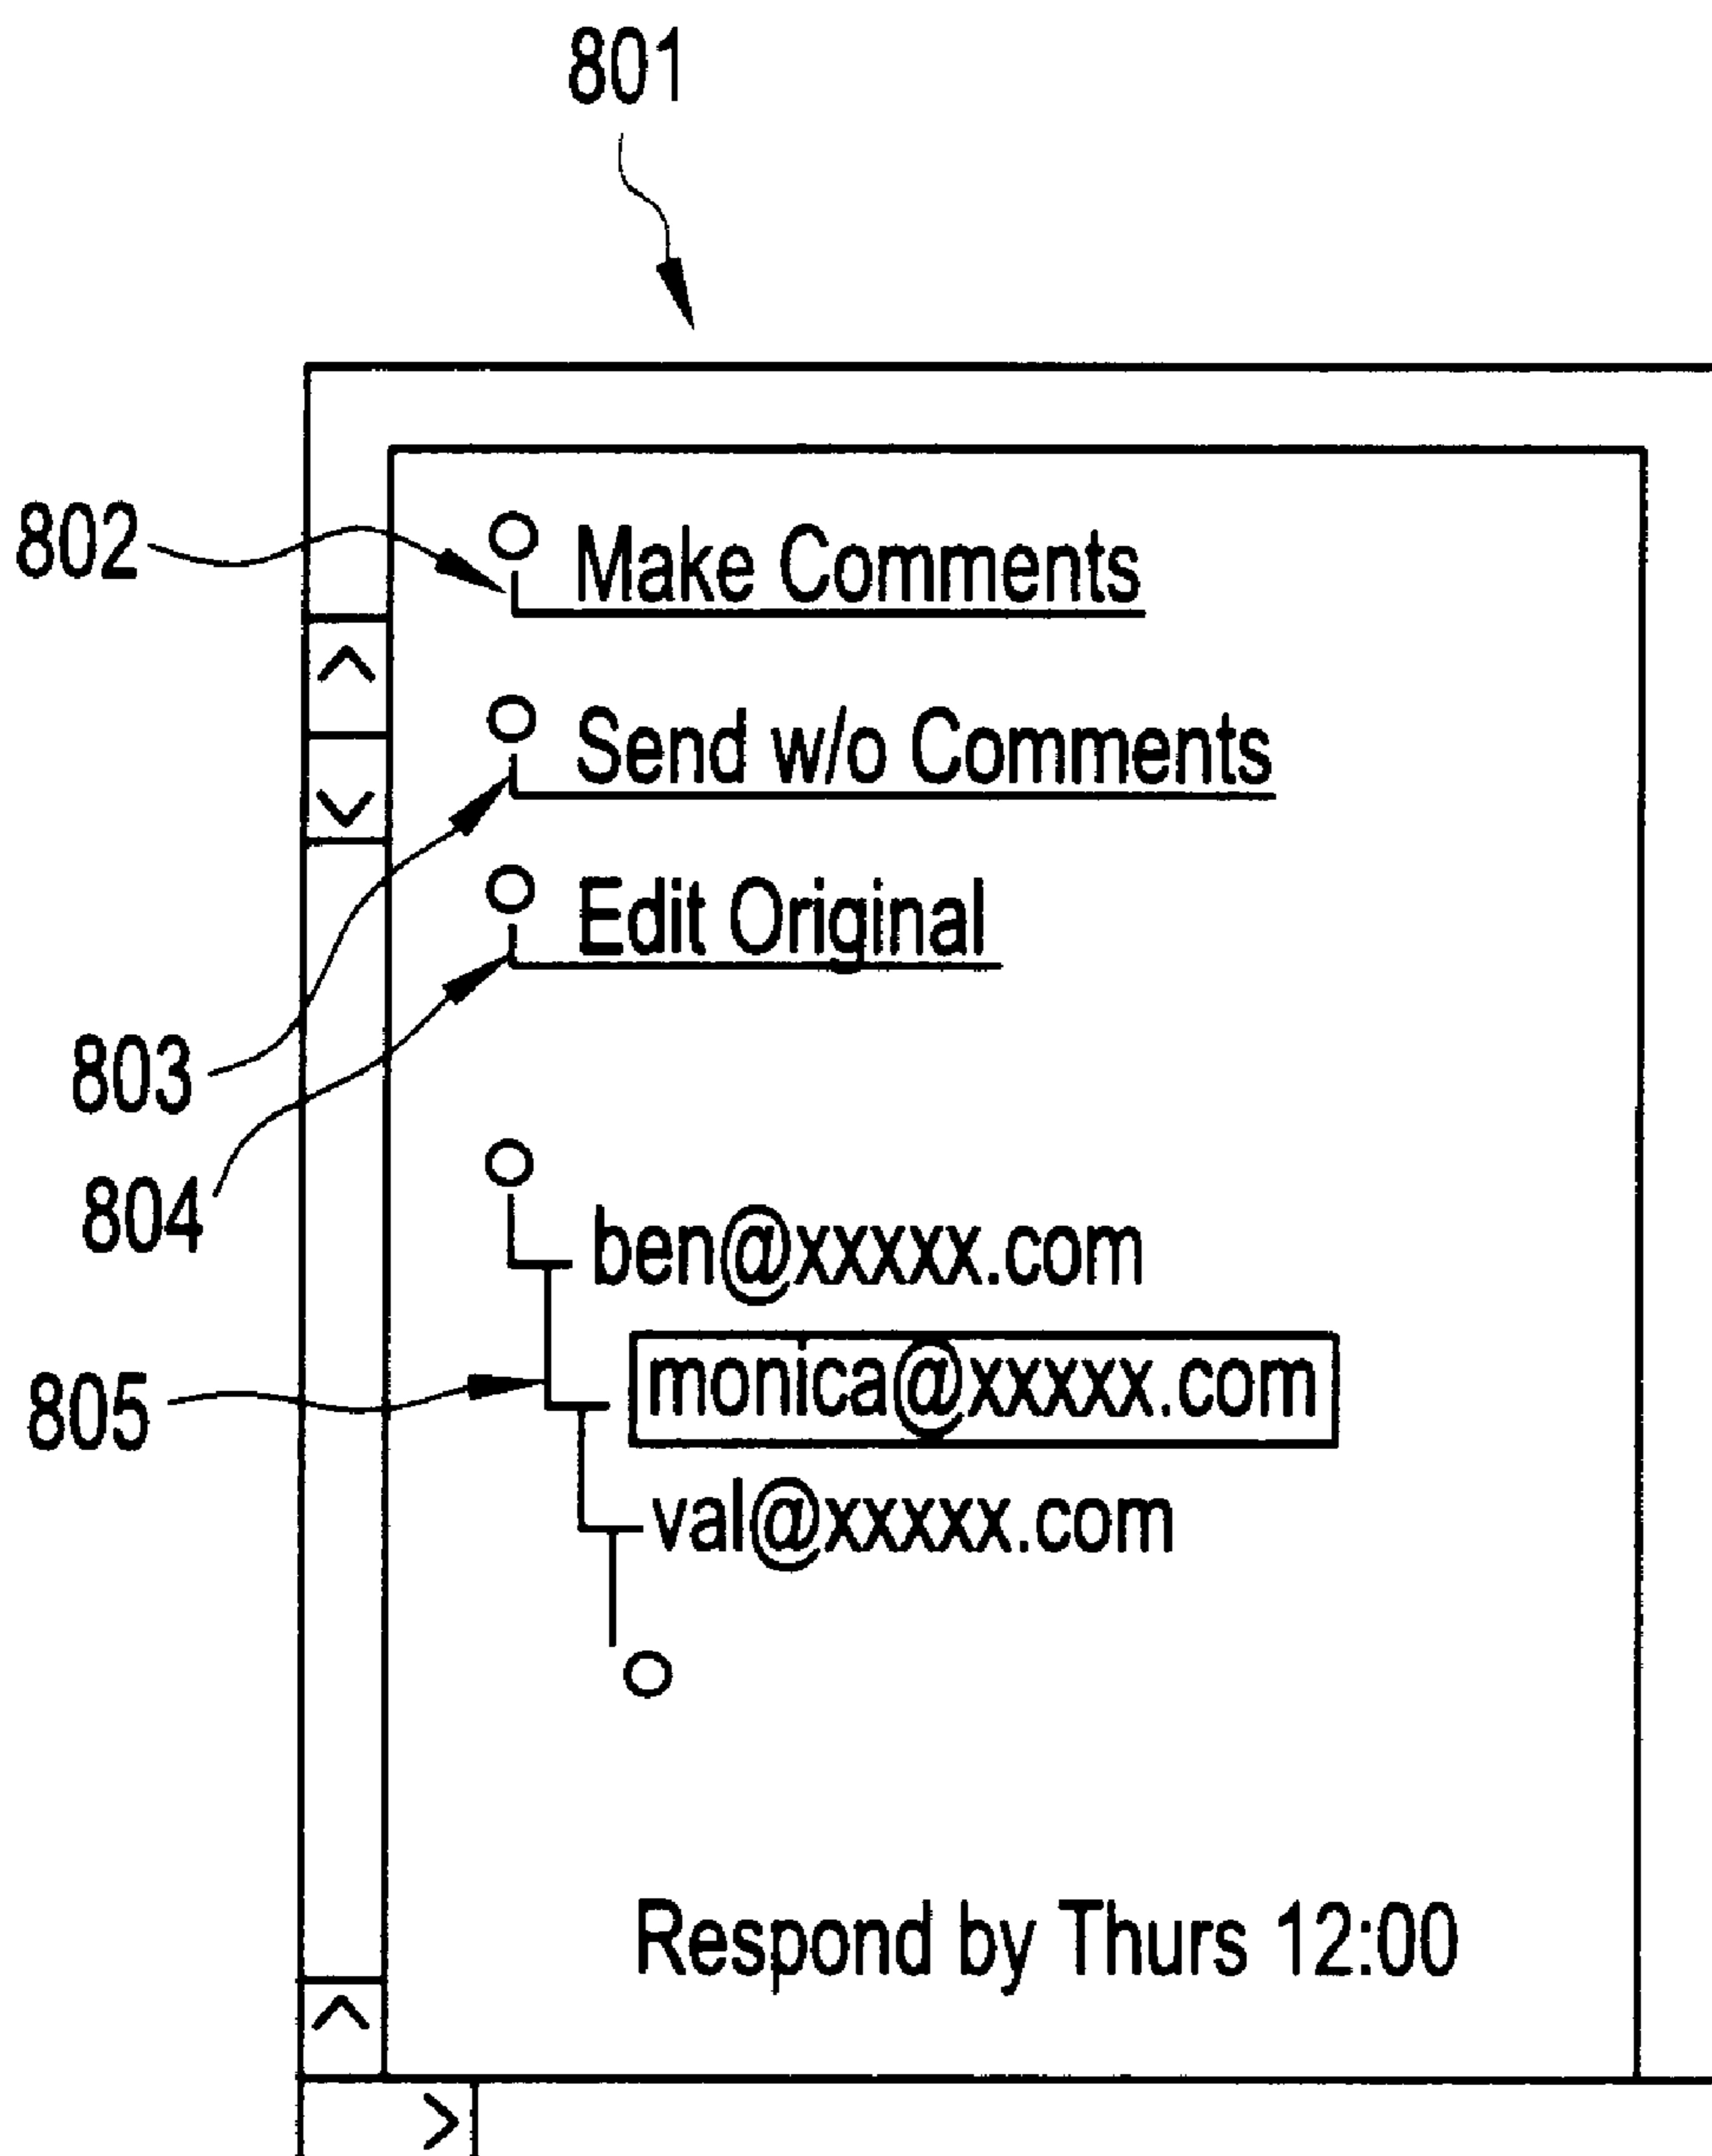 801
802
Make Comments
Send w/o Comments
Edit Original
803
804
ben@xxxxx.com
805
monica@xxxxx.com
val@xxxxx.com
Respond by Thurs 12:00